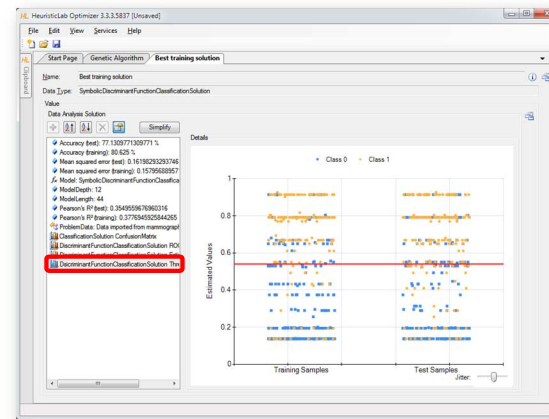 HeuristicLab Optimizer 3.3.3.5837 [Unsaved]
File Edit View Services Help
Start Page Genetic Algorithm Best training solution
Clipboard
Name: Best training solution
Data Type: SymbolicDiscriminantFunctionClassificationSolution
Value
Data Analysis Solution
Simplify
Accuracy (test): 77.1309771309771 %
Accuracy (training): 80.625 %
Mean squared error (test): 0.16198293293746
Mean squared error (training): 0.15795688957
Model: SymbolicDiscriminantFunctionClassifica
ModelDepth: 12
ModelLength: 44
Pearson's R² (test): 0.3549559676960316
Pearson's R² (training): 0.3776945925844265
ProblemData: Data imported from mammograph
ClassificationSolution ConfusionMatrix
DiscriminantFunctionClassificationSolution ROC
DiscriminantFunctionClassificationSolution Thre
Details
Class 0 Class 1
Estimated Values
1
0.8
0.6
0.4
0.2
0
Training Samples Test Samples
Jitter: